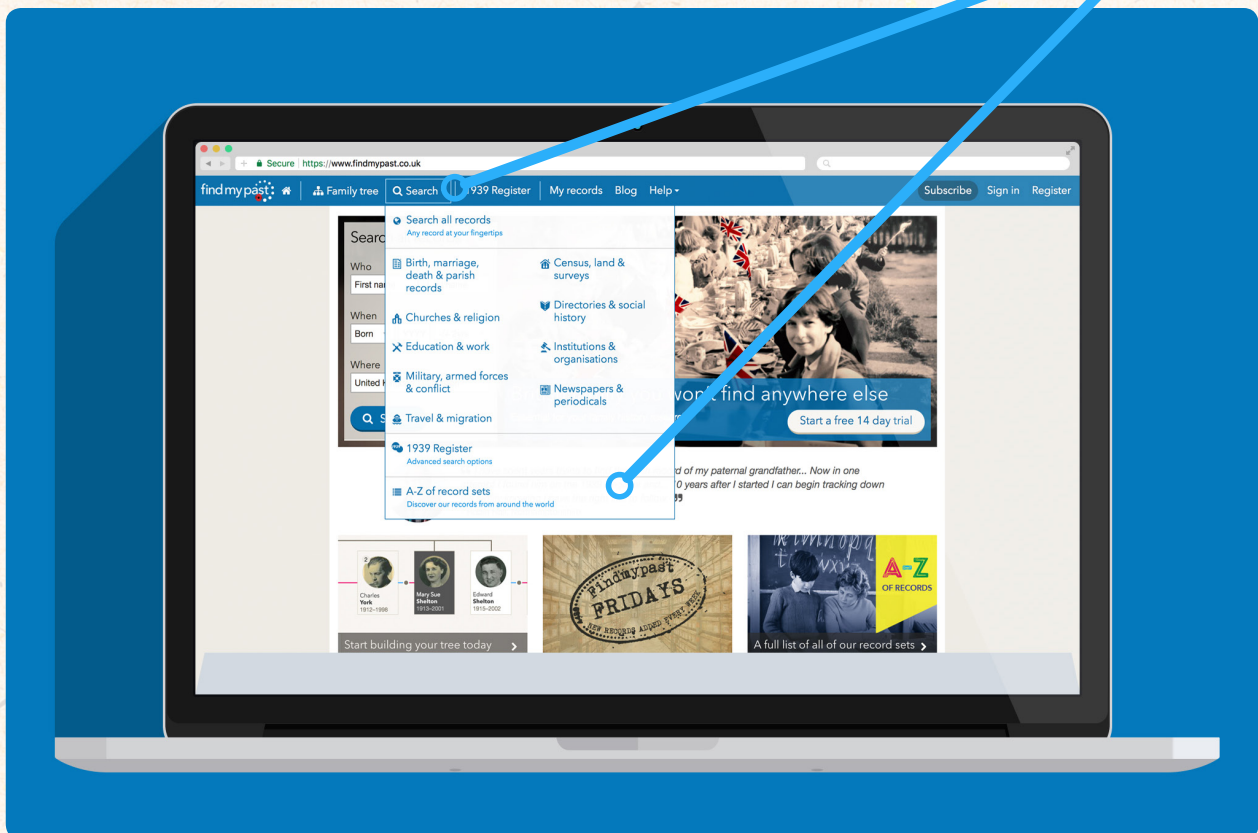 Secure https://www.findmypast.co.uk
findmypast
Family tree
Search
1939 Register
My records
Blog
Help
Subscribe
Sign in
Register
Search all records
Any record at your fingertips
Birth, marriage,
death & parish
records
Churches & religion
Education & work
Military, armed forces
& conflict
Travel & migration
Census, land &
surveys
Directories & social
history
Institutions &
organisations
Newspapers &
periodicals
1939 Register
Advanced search options
A-Z of record sets
Discover our records from around the world
Who
When
Born
Where
won't find anywhere else
Start a free 14 day trial
of my paternal grandfather... Now in one
0 years after I started I can begin tracking down
Charles
York
1912-1998
Mary Sue
Shelton
1913-2001
Edward
Shelton
1915-2002
Start building your tree today
findmypast
FRIDAYS
NEW RECORDS ADDED EVERY WEEK
A-Z
OF RECORDS
A full list of all of our record sets